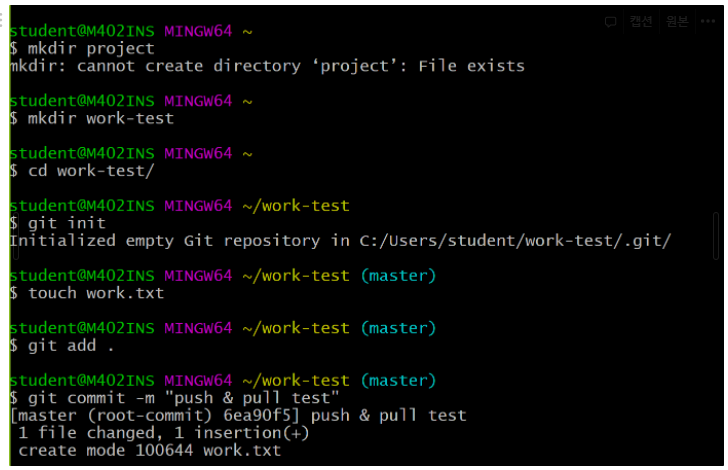 캡션 원본 •••
student@M402INS MINGW64 ~
$ mkdir project
mkdir: cannot create directory ‘project’: File exists
student@M402INS MINGW64 ~
$ mkdir work-test
student@M402INS MINGW64 ~
$ cd work-test/
student@M402INS MINGW64 ~/work-test
$ git init
Initialized empty Git repository in C:/Users/student/work-test/.git/
student@M402INS MINGW64 ~/work-test (master)
$ touch work.txt
student@M402INS MINGW64 ~/work-test (master)
$ git add .
student@M402INS MINGW64 ~/work-test (master)
$ git commit -m "push & pull test"
[master (root-commit) 6ea90f5] push & pull test
1 file changed, 1 insertion(+)
create mode 100644 work.txt